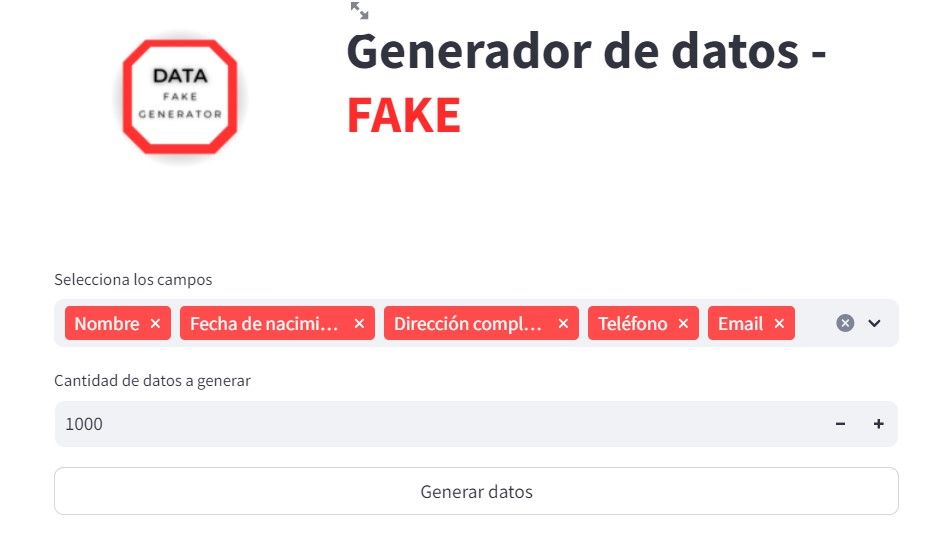 DATA
FAKE
GENERATOR
Generador de datos -
FAKE
Selecciona los campos
Nombre × Fecha de nacimi... × Dirección compl... × Teléfono × Email ×
Cantidad de datos a generar
1000 − +
Generar datos